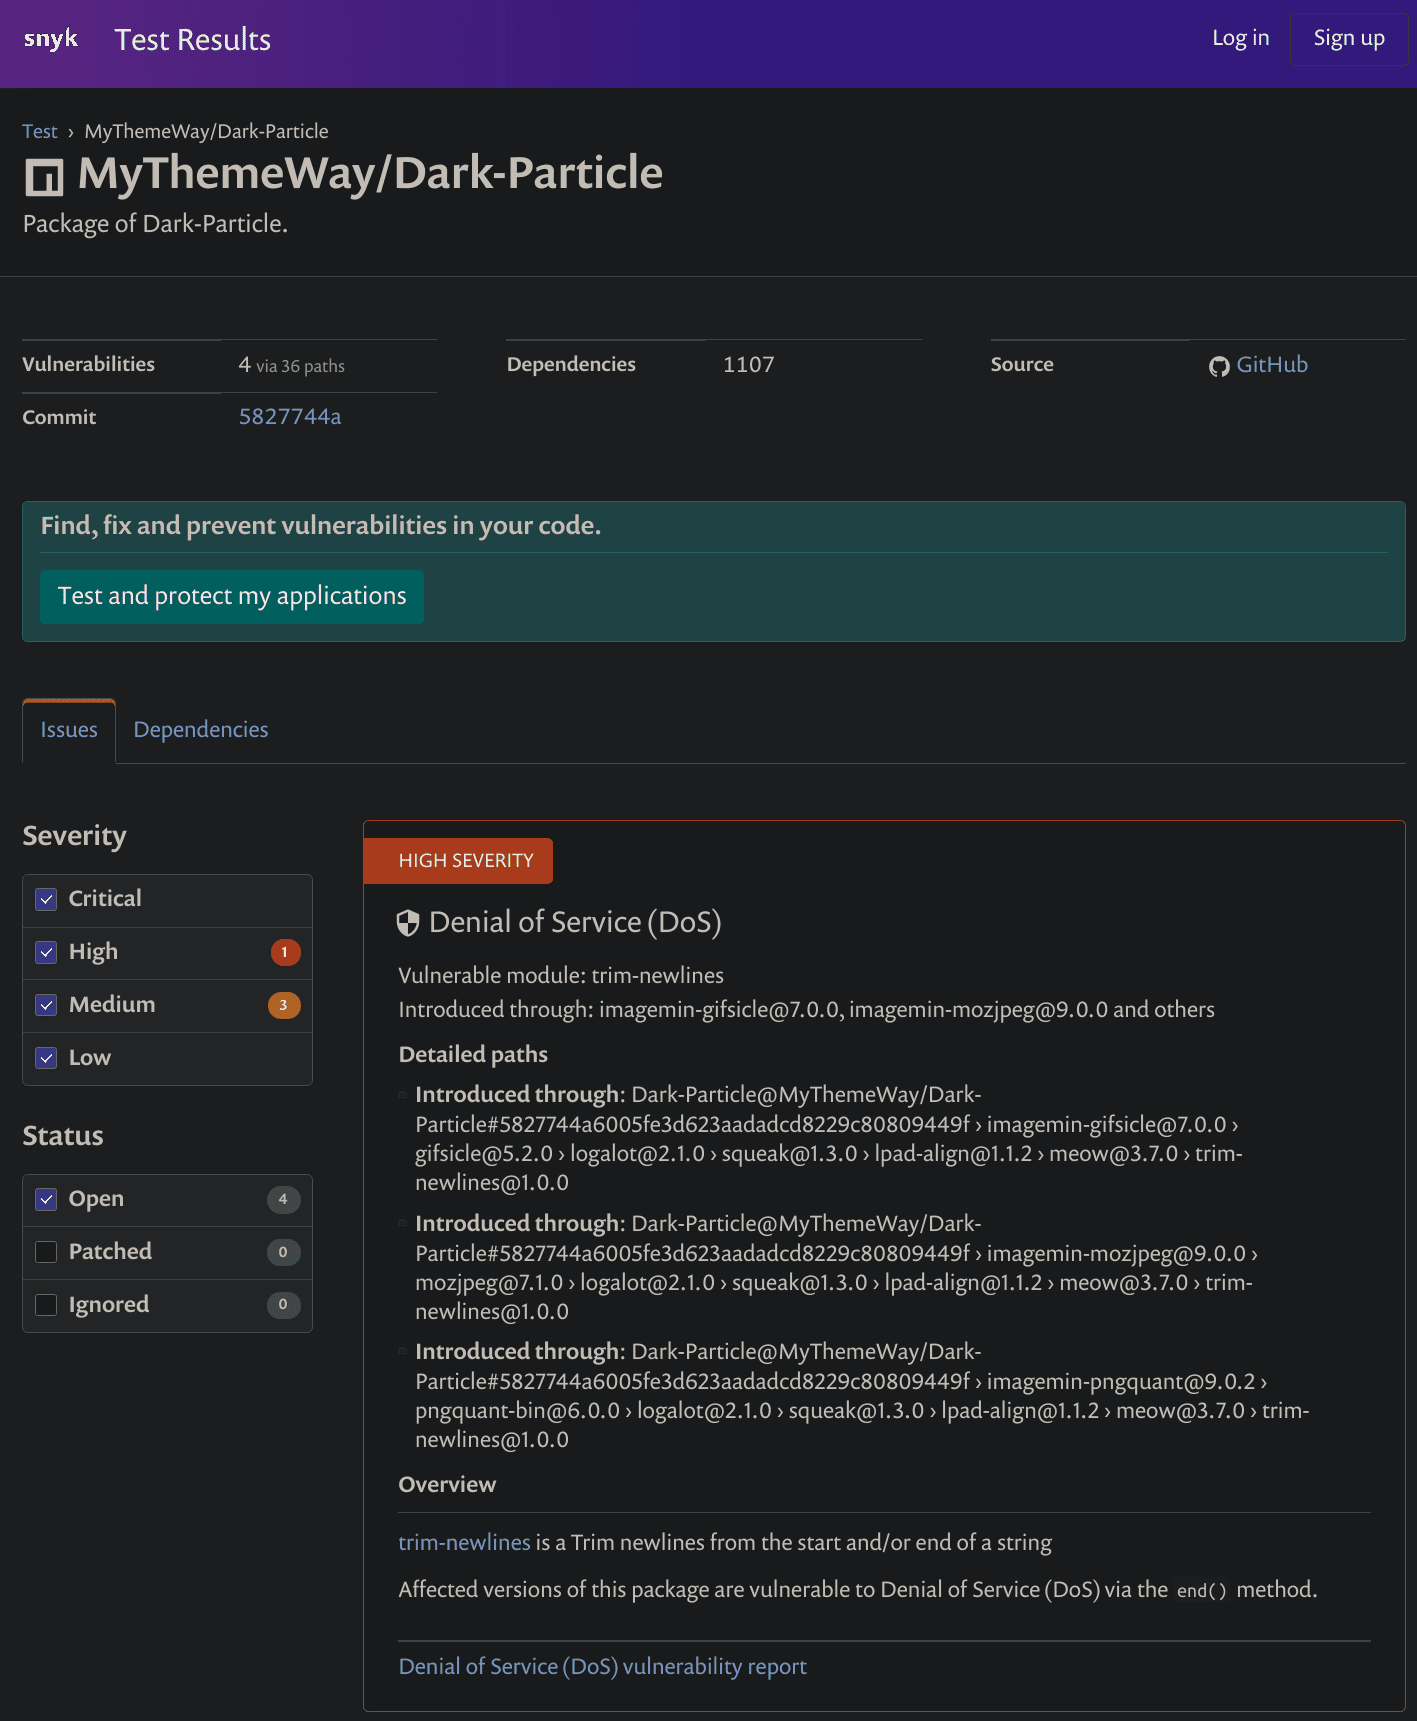 snyk Test Results Log in Sign up
Test › MyThemeWay/Dark-Particle
MyThemeWay/Dark-Particle
Package of Dark-Particle.
Vulnerabilities 4 via 36 paths Dependencies 1107 Source GitHub
Commit 5827744a
Find, fix and prevent vulnerabilities in your code.
Test and protect my applications
Issues Dependencies
Severity
Critical
High 1
Medium 3
Low
Status
Open 4
Patched 0
Ignored 0
HIGH SEVERITY
Denial of Service (DoS)
Vulnerable module: trim-newlines
Introduced through: imagemin-gifsicle@7.0.0, imagemin-mozjpeg@9.0.0 and others
Detailed paths
Introduced through: Dark-Particle@MyThemeWay/Dark-
Particle#5827744a6005fe3d623aadadcd8229c80809449f › imagemin-gifsicle@7.0.0 ›
gifsicle@5.2.0 › logalot@2.1.0 › squeak@1.3.0 › lpad-align@1.1.2 › meow@3.7.0 › trim-
newlines@1.0.0
Introduced through: Dark-Particle@MyThemeWay/Dark-
Particle#5827744a6005fe3d623aadadcd8229c80809449f › imagemin-mozjpeg@9.0.0 ›
mozjpeg@7.1.0 › logalot@2.1.0 › squeak@1.3.0 › lpad-align@1.1.2 › meow@3.7.0 › trim-
newlines@1.0.0
Introduced through: Dark-Particle@MyThemeWay/Dark-
Particle#5827744a6005fe3d623aadadcd8229c80809449f › imagemin-pngquant@9.0.2 ›
pngquant-bin@6.0.0 › logalot@2.1.0 › squeak@1.3.0 › lpad-align@1.1.2 › meow@3.7.0 › trim-
newlines@1.0.0
Overview
trim-newlines is a Trim newlines from the start and/or end of a string
Affected versions of this package are vulnerable to Denial of Service (DoS) via the end() method.
Denial of Service (DoS) vulnerability report